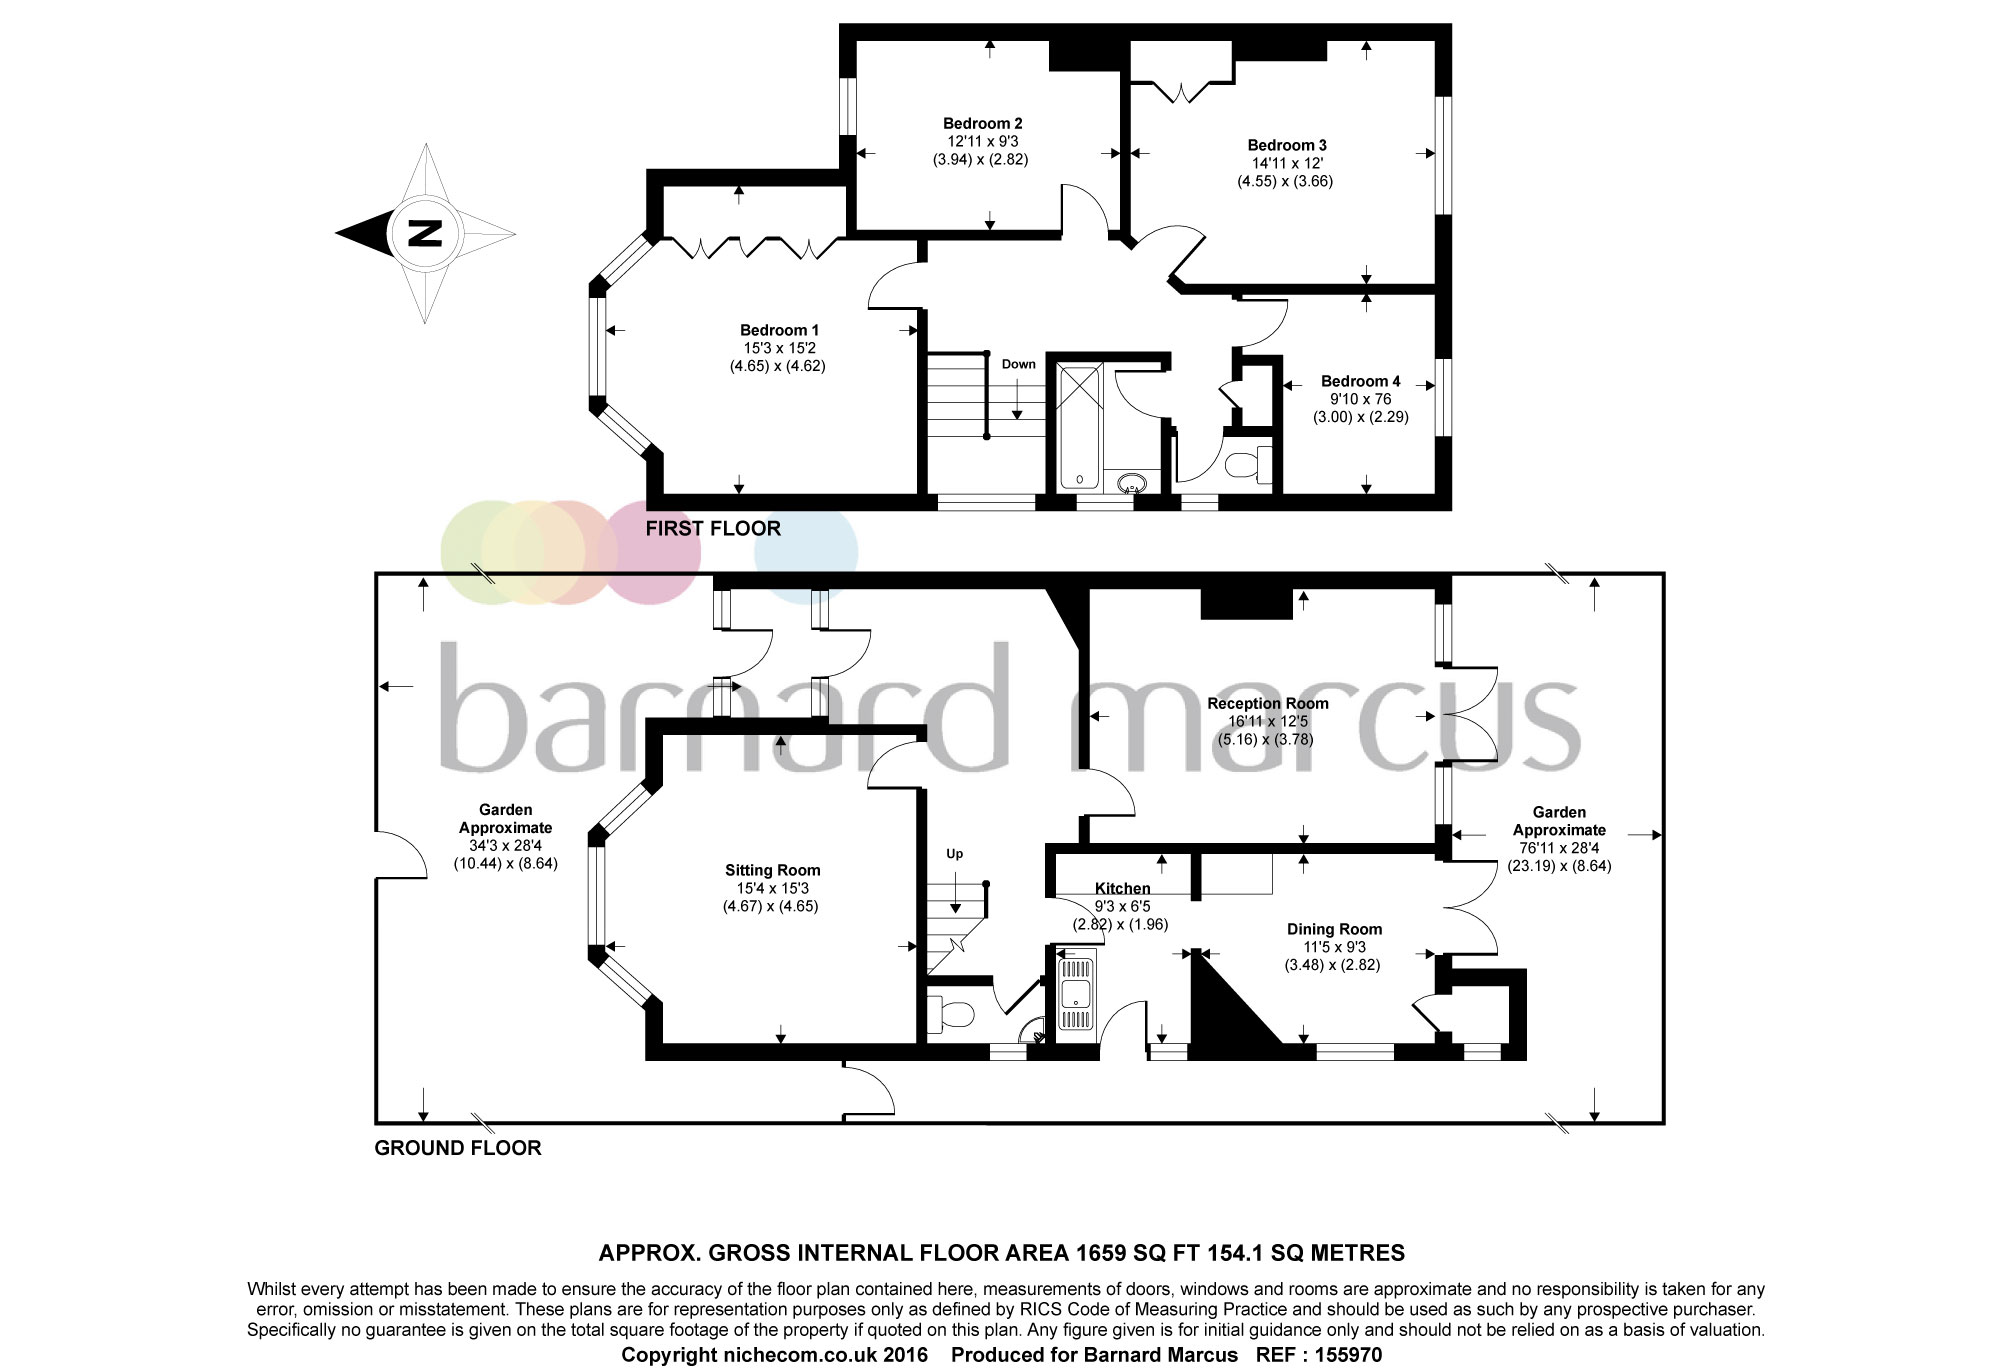 Bedroom 2
12'11 x 9'3
(3.94) x (2.82)
Bedroom 3
14'11 x 12'
(4.55) x (3.66)
N
Bedroom 1
15'3 x 15'2
(4.65) x (4.62)
Down
Bedroom 4
9'10 x 76
(3.00) x (2.29)
FIRST FLOOR
barnard marcus
Reception Room
16'11 x 12'5
(5.16) x (3.78)
Garden
Approximate
34'3 x 28'4
(10.44) x (8.64)
Garden
Approximate
76'11 x 28'4
(23.19) x (8.64)
Sitting Room
15'4 x 15'3
(4.67) x (4.65)
Up
Kitchen
9'3 x 6'5
(2.82) x (1.96)
Dining Room
11'5 x 9'3
(3.48) x (2.82)
GROUND FLOOR
APPROX. GROSS INTERNAL FLOOR AREA 1659 SQ FT 154.1 SQ METRES
Whilst every attempt has been made to ensure the accuracy of the floor plan contained here, measurements of doors, windows and rooms are approximate and no responsibility is taken for any
error, omission or misstatement. These plans are for representation purposes only as defined by RICS Code of Measuring Practice and should be used as such by any prospective purchaser.
Specifically no guarantee is given on the total square footage of the property if quoted on this plan. Any figure given is for initial guidance only and should not be relied on as a basis of valuation.
Copyright nichecom.co.uk 2016 Produced for Barnard Marcus REF : 155970